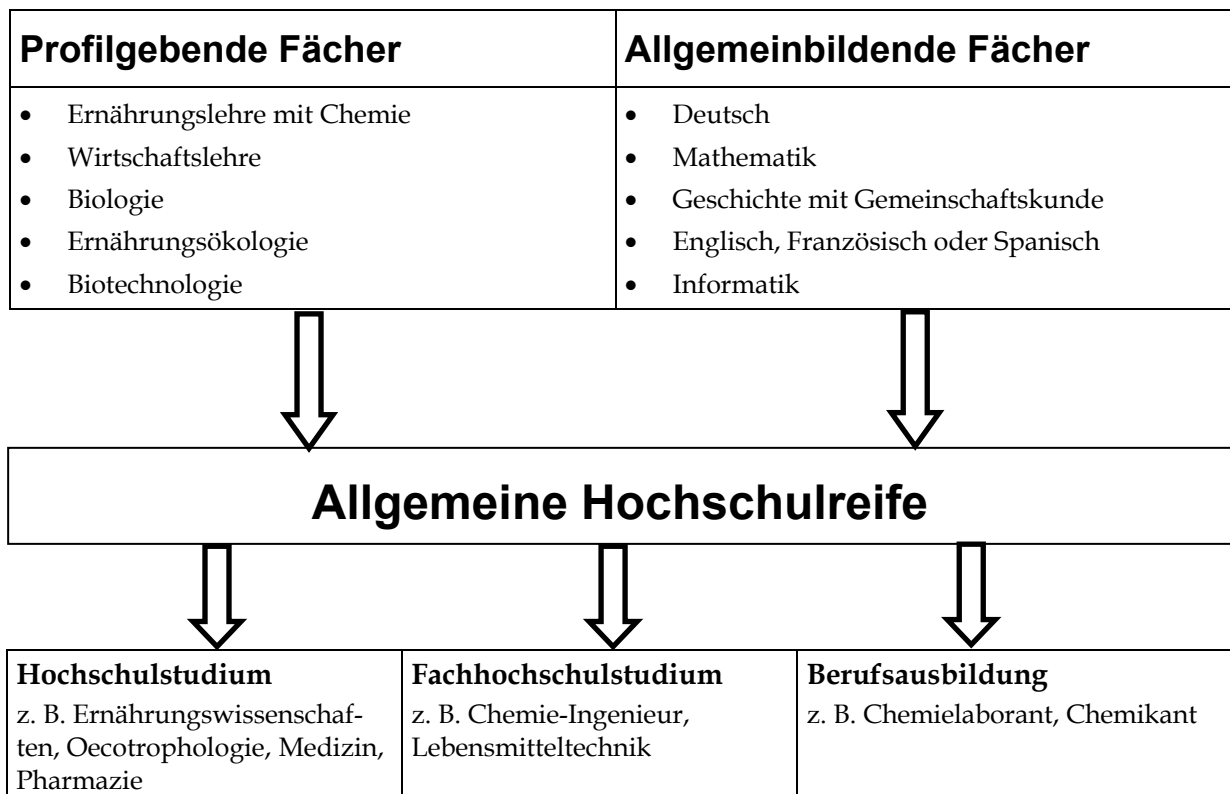 Profilgebende Fächer
• Ernährungslehre mit Chemie
• Wirtschaftslehre
• Biologie
• Ernährungsökologie
• Biotechnologie
Allgemeinbildende Fächer
• Deutsch
• Mathematik
• Geschichte mit Gemeinschaftskunde
• Englisch, Französisch oder Spanisch
• Informatik
Allgemeine Hochschulreife
Hochschulstudium
z. B. Ernährungswissenschaf-
ten, Oecotrophologie, Medizin,
Pharmazie
Fachhochschulstudium
z. B. Chemie-Ingenieur,
Lebensmitteltechnik
Berufsausbildung
z. B. Chemielaborant, Chemikant